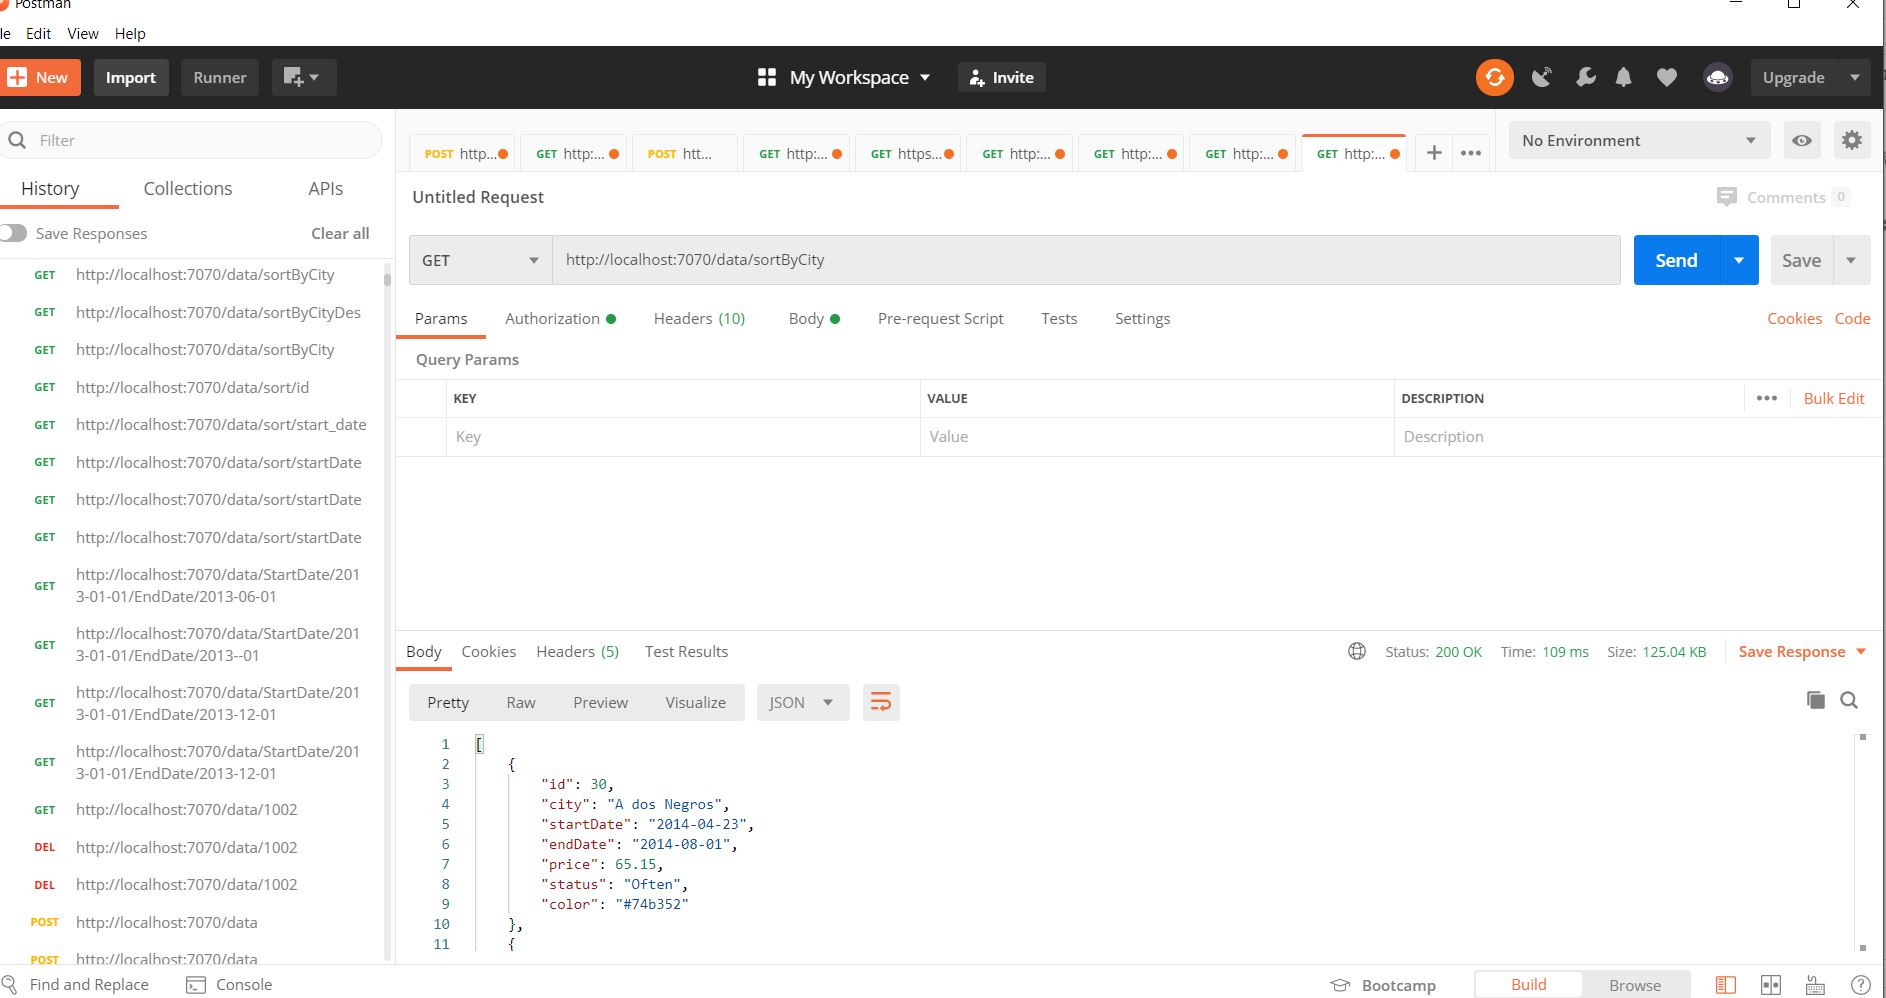 Postman
le Edit View Help
New Import Runner My Workspace Invite Upgrade
Filter
History Collections APIs
Save Responses Clear all
GET http://localhost:7070/data/sortByCity
GET http://localhost:7070/data/sortByCityDes
GET http://localhost:7070/data/sortByCity
GET http://localhost:7070/data/sort/id
GET http://localhost:7070/data/sort/start_date
GET http://localhost:7070/data/sort/startDate
GET http://localhost:7070/data/sort/startDate
GET http://localhost:7070/data/sort/startDate
GET http://localhost:7070/data/StartDate/201
3-01-01/EndDate/2013-06-01
GET http://localhost:7070/data/StartDate/201
3-01-01/EndDate/2013--01
GET http://localhost:7070/data/StartDate/201
3-01-01/EndDate/2013-12-01
GET http://localhost:7070/data/StartDate/201
3-01-01/EndDate/2013-12-01
GET http://localhost:7070/data/1002
DEL http://localhost:7070/data/1002
DEL http://localhost:7070/data/1002
POST http://localhost:7070/data
POST http://localhost:7070/data
POST http... GET http:... POST htt... GET http:... GET https... GET http:... GET http:... GET http:... GET http:...
No Environment
Untitled Request
Comments 0
GET http://localhost:7070/data/sortByCity Send Save
Params Authorization Headers (10) Body Pre-request Script Tests Settings Cookies Code
Query Params
KEY VALUE DESCRIPTION Bulk Edit
Key Value Description
Body Cookies Headers (5) Test Results Status: 200 OK Time: 109 ms Size: 125.04 KB Save Response
Pretty Raw Preview Visualize JSON
1 [
2 {
3 "id": 30,
4 "city": "A dos Negros",
5 "startDate": "2014-04-23",
6 "endDate": "2014-08-01",
7 "price": 65.15,
8 "status": "Often",
9 "color": "#74b352"
10 },
11 {
Find and Replace Console Bootcamp Build Browse